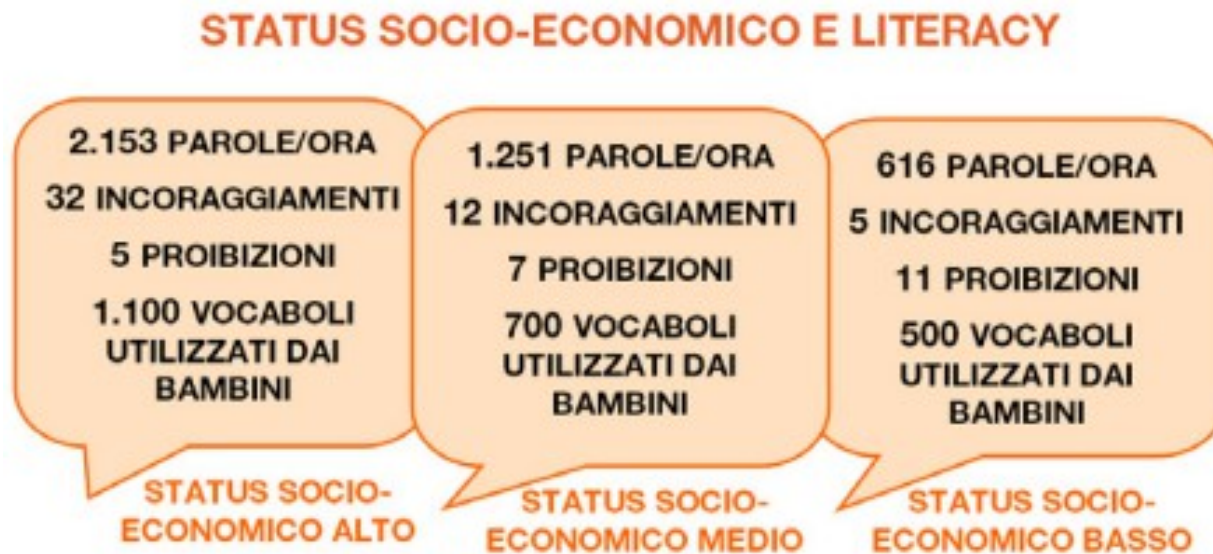 STATUS SOCIO-ECONOMICO E LITERACY
2.153 PAROLE/ORA
32 INCORAGGIAMENTI
5 PROIBIZIONI
1.100 VOCABOLI
UTILIZZATI DAI
BAMBINI
STATUS SOCIO-
ECONOMICO ALTO
1.251 PAROLE/ORA
12 INCORAGGIAMENTI
7 PROIBIZIONI
700 VOCABOLI
UTILIZZATI DAI
BAMBINI
STATUS SOCIO-
ECONOMICO MEDIO
616 PAROLE/ORA
5 INCORAGGIAMENTI
11 PROIBIZIONI
500 VOCABOLI
UTILIZZATI DAI
BAMBINI
STATUS SOCIO-
ECONOMICO BASSO